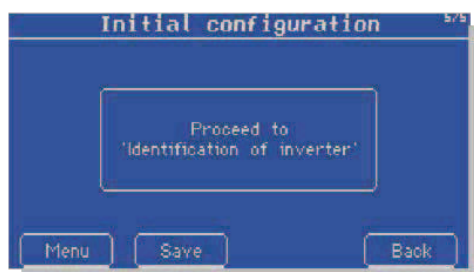 Initial configuration 5/5
Proceed to
'Identification of inverter'
Menu Save Back